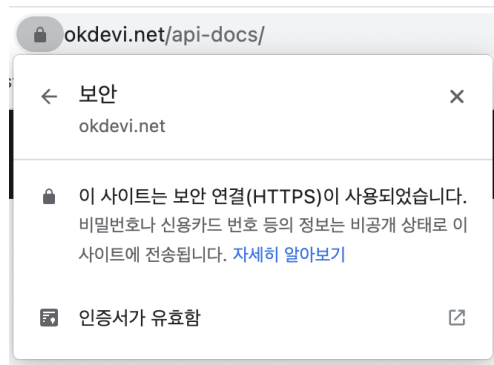 okdevi.net/api-docs/
보안
okdevi.net
이 사이트는 보안 연결(HTTPS)이 사용되었습니다.
비밀번호나 신용카드 번호 등의 정보는 비공개 상태로 이
사이트에 전송됩니다. 자세히 알아보기
인증서가 유효함